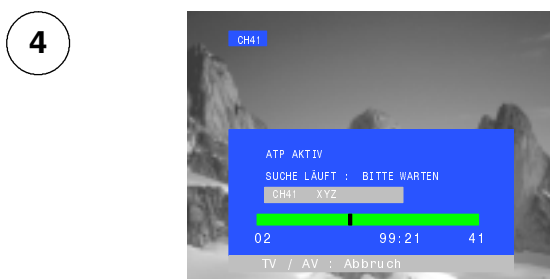 4
CH41
ATP AKTIV
SUCHE LÄUFT : BITTE WARTEN
CH41 XYZ
02 99:21 41
TV / AV : Abbruch